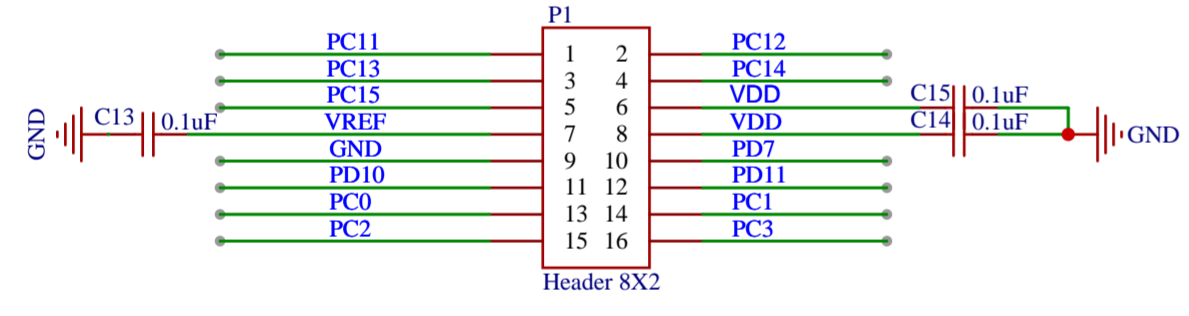 P1
PC11 1 2 PC12
PC13 3 4 PC14
PC15 5 6 VDD C15 0.1uF
GND C13 0.1uF VREF 7 8 VDD C14 0.1uF GND
GND 9 10 PD7
PD10 11 12 PD11
PC0 13 14 PC1
PC2 15 16 PC3
Header 8X2